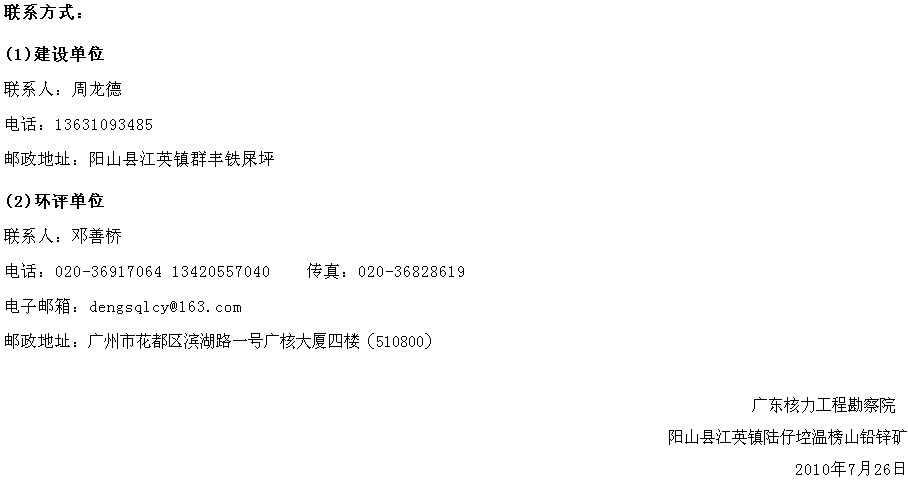 联系方式：
(1)建设单位
联系人：周龙德
电话：13631093485
邮政地址：阳山县江英镇群丰铁屎坪
(2)环评单位
联系人：邓善桥
电话：020-36917064 13420557040 传真：020-36828619
电子邮箱：dengsqlcy@163.com
邮政地址：广州市花都区滨湖路一号广核大厦四楼（510800）
广东核力工程勘察院
阳山县江英镇陆仔埪温榜山铅锌矿
2010年7月26日